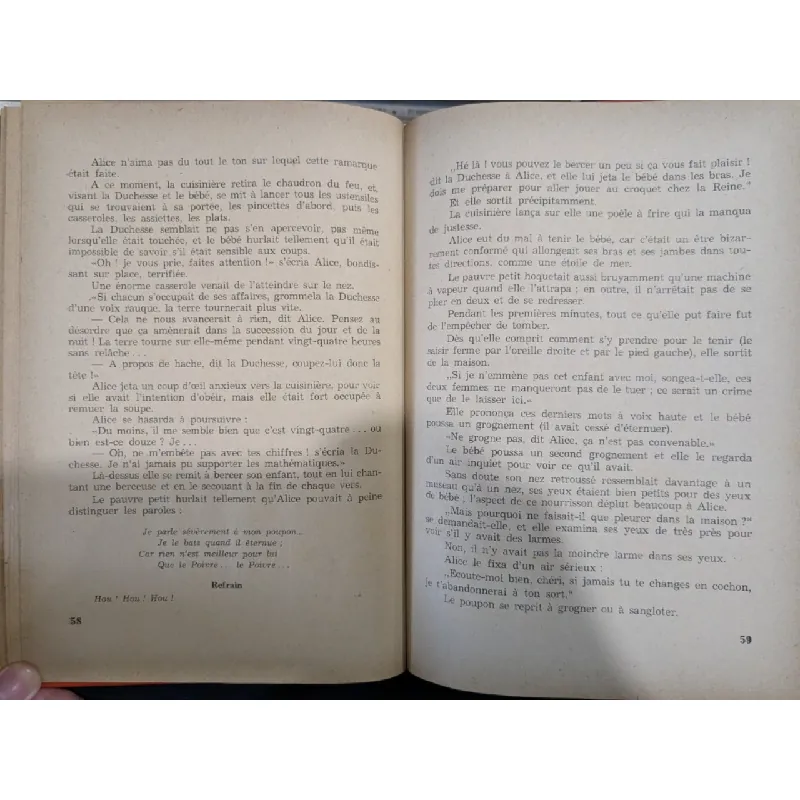 Alice n'aima pas du tout le ton sur lequel cette ramarque
était faite.
A ce moment, la cuisinière retira le chaudron du feu, et,
visant la Duchesse et le bébé, se mit à lancer tous les ustensiles
qui se trouvaient à sa portée, les pincettes d'abord, puis les
casseroles, les assiettes, les plats.
La Duchesse semblait ne pas s'en apercevoir, pas même
lorsqu'elle était touchée, et le bébé hurlait tellement qu'il était
impossible de savoir s'il était sensible aux coups.
«Oh ! je vous prie, faites attention !» s'écria Alice, bondis-
sant sur place, terrifiée.
Une énorme casserole venait de l'atteindre sur le nez.
«Si chacun s'occupait de ses affaires, grommela la Duchesse
d'une voix rauque, la terre tournerait plus vite.
— Cela ne nous avancerait à rien, dit Alice. Pensez au
désordre que ça amènerait dans la succession du jour et de la
nuit ! La terre tourne sur elle-même pendant vingt-quatre heures
sans relâche . . .
— A propos de hache, dit la Duchesse, coupez-lui donc la
tête !»
Alice jeta un coup d'œil anxieux vers la cuisinière, pour voir
si elle avait l'intention d'obéir, mais elle était fort occupée à
remuer la soupe.
Alice se hasarda à poursuivre :
«Du moins, il me semble bien que c'est vingt-quatre . . . ou
bien est-ce douze ? Je . . .
— Oh, ne m'embête pas avec tes chiffres ! s'écria la Du-
chesse. Je n'ai jamais pu supporter les mathématiques.»
Là-dessus elle se remit à bercer son enfant, tout en lui chan-
tant une berceuse et en le secouant à la fin de chaque vers.
Le pauvre petit hurlait tellement qu'Alice pouvait à peine
distinguer les paroles :
Je parle sévèrement à mon poupon,
Je le bats quand il éternue ;
Car rien n'est meilleur pour lui
Que le Poivre . . . le Poivre . . .
Refrain
Hou ! Hou ! Hou !
58
„Hé là ! vous pouvez le bercer un peu si ça vous fait plaisir !
dit la Duchesse à Alice, et elle lui jeta le bébé dans les bras. Je
dois me préparer pour aller jouer au croquet chez la Reine."
Et elle sortit précipitamment.
La cuisinière lança sur elle une poêle à frire qui la manqua
de justesse.
Alice eut du mal à tenir le bébé, car c'était un être bizar-
rement conformé qui allongeait ses bras et ses jambes dans tou-
tes directions, comme une étoile de mer.
Le pauvre petit hoquetait aussi bruyamment qu'une machine
à vapeur quand elle l'attrapa ; en outre, il n'arrêtait pas de se
plier en deux et de se redresser.
Pendant les premières minutes, tout ce qu'elle put faire fut
de l'empêcher de tomber.
Dès qu'elle comprit comment s'y prendre pour le tenir (le
saisir ferme par l'oreille droite et par le pied gauche), elle sortit
de la maison.
„Si je n'emmène pas cet enfant avec moi, songea-t-elle, ces
deux femmes ne manqueront pas de le tuer ; ce serait un crime
que de le laisser ici.»
Elle prononça ces derniers mots à voix haute et le bébé
poussa un grognement (il avait cessé d'éternuer).
«Ne grogne pas, dit Alice, ça n'est pas convenable.»
Le bébé poussa un second grognement et elle le regarda
d'un air inquiet pour voir ce qu'il avait.
Sans doute son nez retroussé ressemblait davantage à un
museau qu'à un nez, ses yeux étaient bien petits pour des yeux
de bébé ; l'aspect de ce nourrisson déplut beaucoup à Alice.
„Mais pourquoi ne faisait-il que pleurer dans la maison ?"
se demandait-elle, et elle examina ses yeux de très près pour
voir s'il y avait des larmes.
Non, il n'y avait pas la moindre larme dans ses yeux.
Alice le fixa d'un air sérieux :
„Ecoute-moi bien, chéri, si jamais tu te changes en cochon,
je t'abandonnerai à ton sort."
Le poupon se reprit à grogner ou à sangloter.
59